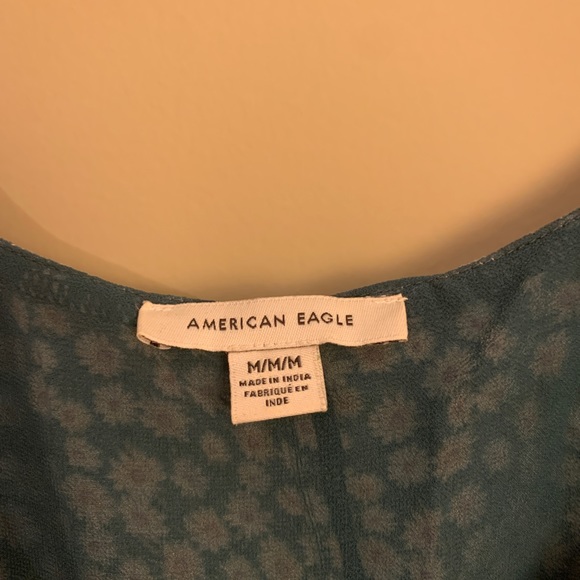 AMERICAN EAGLE
M/M/M
MADE IN INDIA
FABRIQUÉ EN
INDE